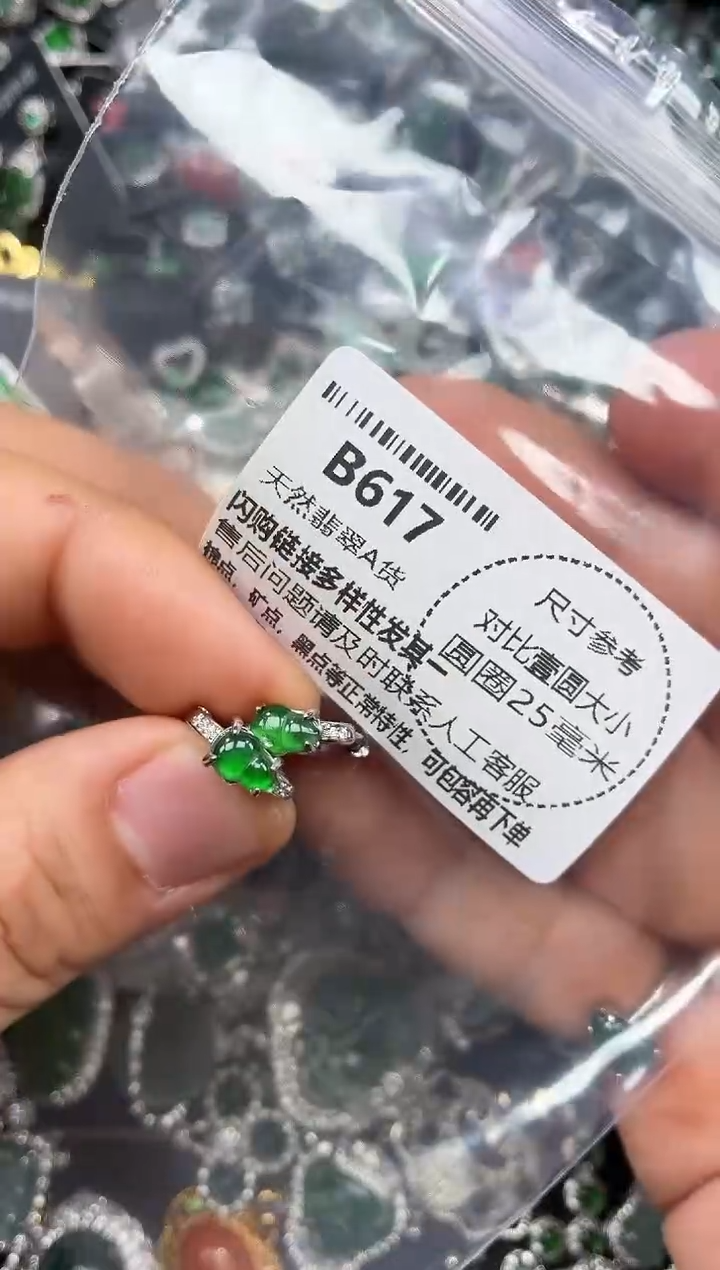 B617
天然翡翠A货
闪购链接多样性发其一
售后问题请及时联系人工客服
棉点，矿点，黑点等正常特性，可包容再下单
尺寸参考
对比壹圆大小
圆圈25毫米